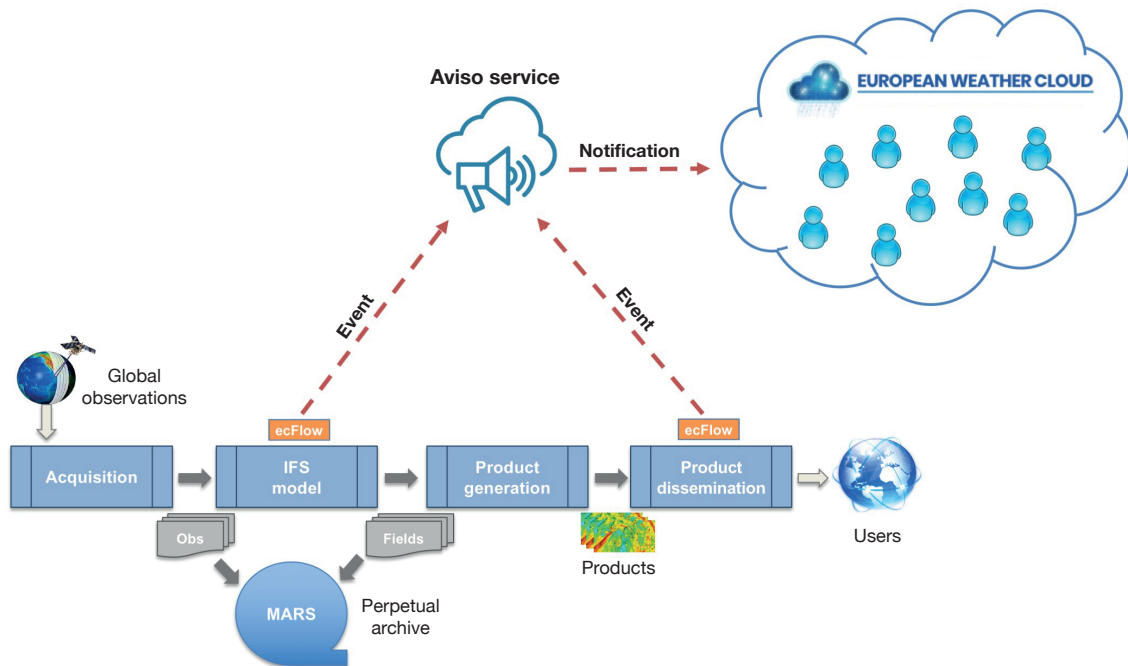 Aviso service
EUROPEAN WEATHER CLOUD
Notification
Event
Event
Global
observations
ecFlow
ecFlow
Acquisition
IFS
model
Product
generation
Product
dissemination
Obs
Fields
Products
Users
MARS
Perpetual
archive